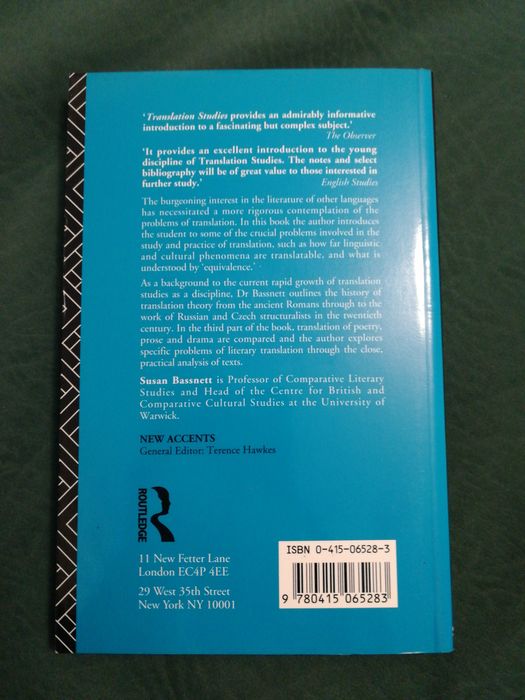 ‘Translation Studies provides an admirably informative
introduction to a fascinating but complex subject.’
The Observer
‘It provides an excellent introduction to the young
discipline of Translation Studies. The notes and select
bibliography will be of great value to those interested in
further study.’ English Studies
The burgeoning interest in the literature of other languages
has necessitated a more rigorous contemplation of the
problems of translation. In this book the author introduces
the student to some of the crucial problems involved in the
study and practice of translation, such as how far linguistic
and cultural phenomena are translatable, and what is
understood by ‘equivalence.’
As a background to the current rapid growth of translation
studies as a discipline, Dr Bassnett outlines the history of
translation theory from the ancient Romans through to the
work of Russian and Czech structuralists in the twentieth
century. In the third part of the book, translation of poetry,
prose and drama are compared and the author explores
specific problems of literary translation through the close,
practical analysis of texts.
Susan Bassnett is Professor of Comparative Literary
Studies and Head of the Centre for British and
Comparative Cultural Studies at the University of
Warwick.
NEW ACCENTS
General Editor: Terence Hawkes
ROUTLEDGE
11 New Fetter Lane
London EC4P 4EE
29 West 35th Street
New York NY 10001
ISBN 0-415-06528-3
9 780415 065283